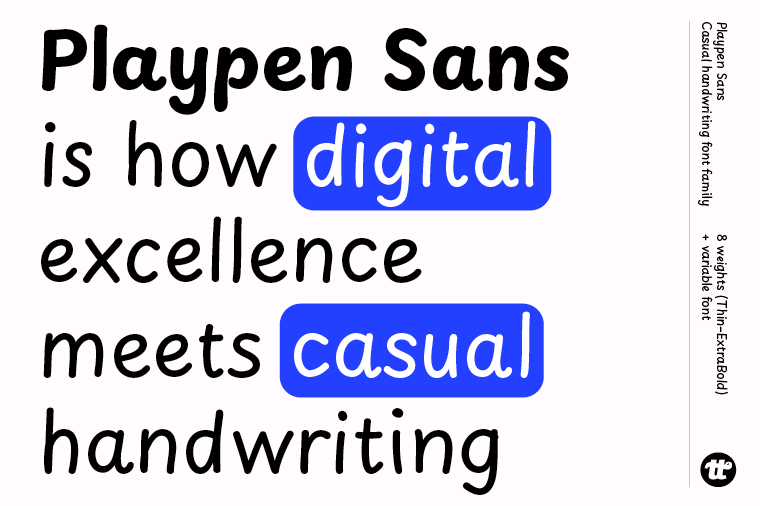 Playpen Sans
is how digital
excellence
meets casual
handwriting
Playpen Sans
Casual handwriting font family
8 weights (Thin-ExtraBold)
+ variable font
tt